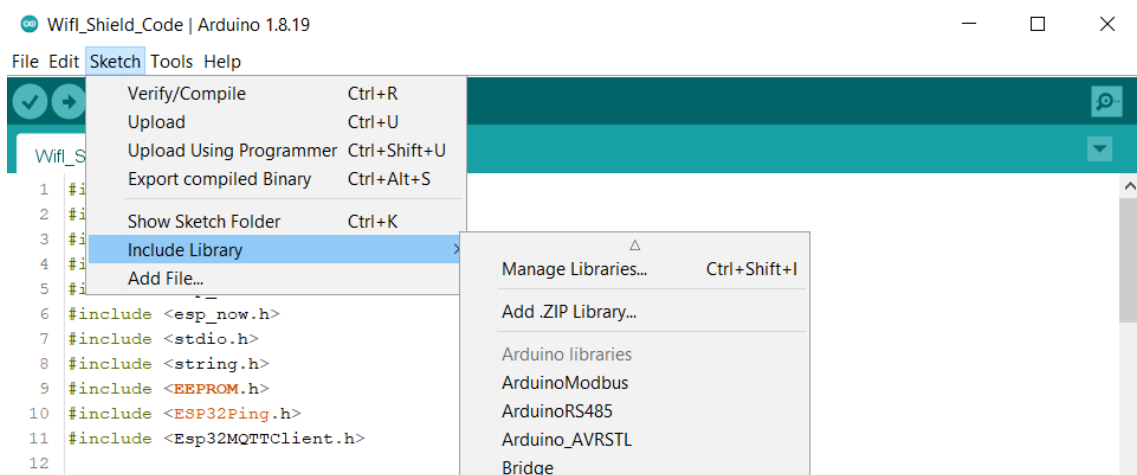 Wifl_Shield_Code | Arduino 1.8.19
File Edit Sketch Tools Help
Verify/Compile Ctrl+R
Upload Ctrl+U
Upload Using Programmer Ctrl+Shift+U
Export compiled Binary Ctrl+Alt+S
Show Sketch Folder Ctrl+K
Include Library
Add File...
Manage Libraries... Ctrl+Shift+I
Add .ZIP Library...
Arduino libraries
ArduinoModbus
ArduinoRS485
Arduino_AVRSTL
Bridge
Wifl_S
1 #i
2 #i
3 #i
4 #i
5 #i
6 #include <esp_now.h>
7 #include <stdio.h>
8 #include <string.h>
9 #include <EEPROM.h>
10 #include <ESP32Ping.h>
11 #include <Esp32MQTTClient.h>
12